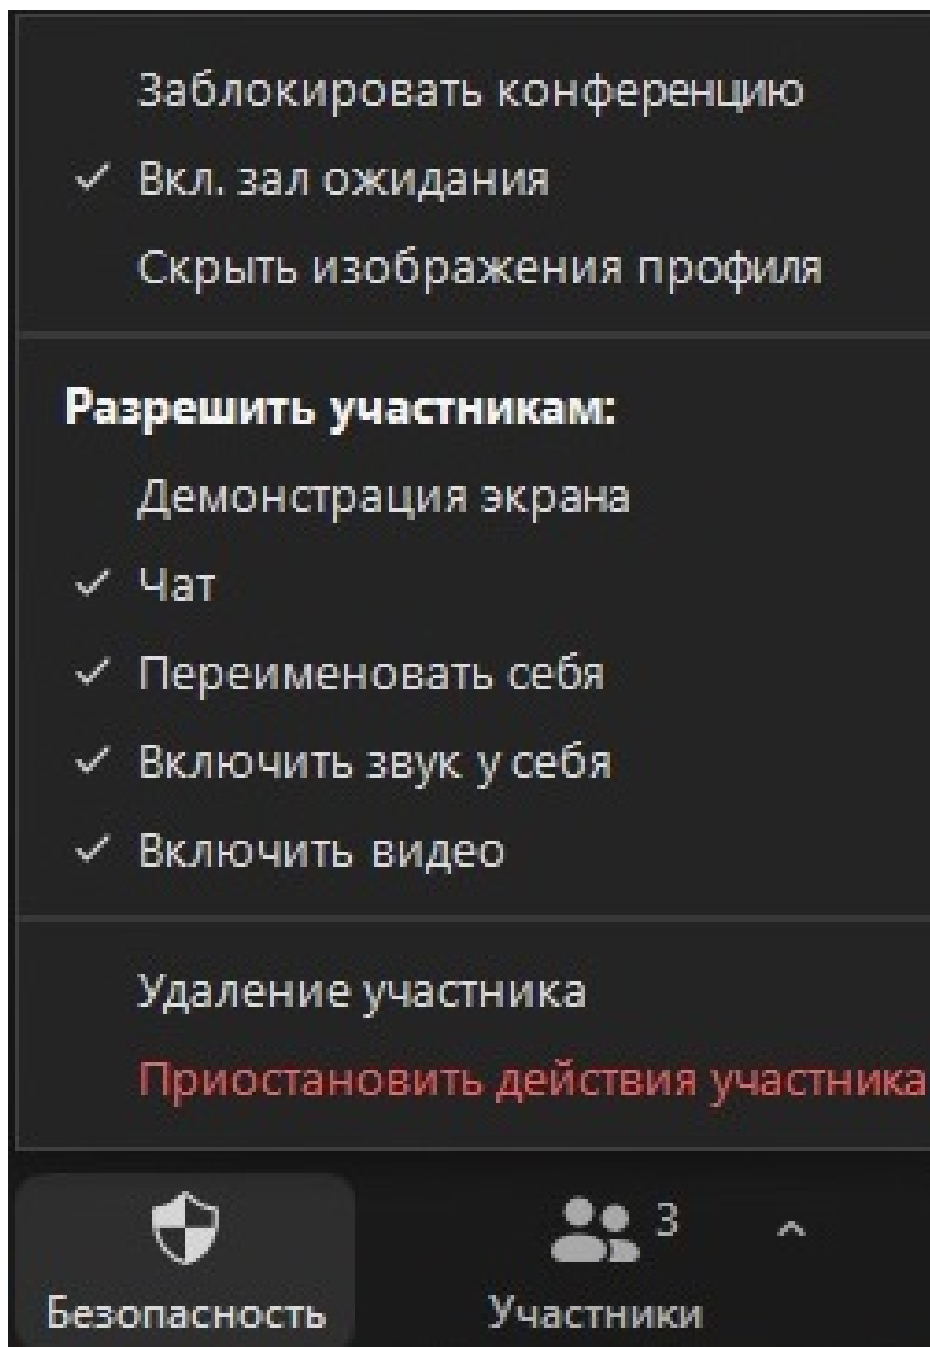 Заблокировать конференцию
Вкл. зал ожидания
Скрыть изображения профиля
Разрешить участникам:
Демонстрация экрана
Чат
Переименовать себя
Включить звук у себя
Включить видео
Удаление участника
Приостановить действия участника
3
Безопасность Участники